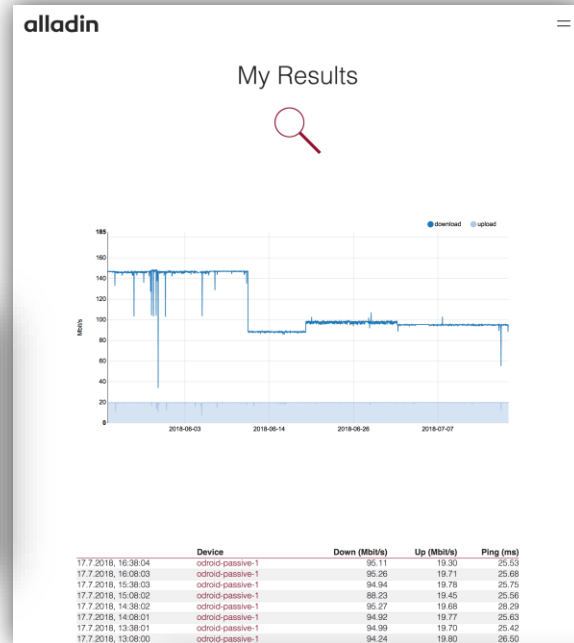 alladin
My Results
download upload
185
160
140
120
100
80
60
40
20
0
Mbit/s
2018-06-03 2018-06-14 2018-06-26 2018-07-07
Device Down (Mbit/s) Up (Mbit/s) Ping (ms)
17.7.2018, 16:38:04 odroid-passive-1 95.11 19.30 25.53
17.7.2018, 16:08:03 odroid-passive-1 95.26 19.71 25.68
17.7.2018, 15:38:03 odroid-passive-1 94.94 19.78 25.75
17.7.2018, 15:08:02 odroid-passive-1 88.23 19.45 25.56
17.7.2018, 14:38:02 odroid-passive-1 95.27 19.68 28.29
17.7.2018, 14:08:01 odroid-passive-1 94.92 19.77 25.63
17.7.2018, 13:38:01 odroid-passive-1 94.99 19.70 25.42
17.7.2018, 13:08:00 odroid-passive-1 94.24 19.80 26.50